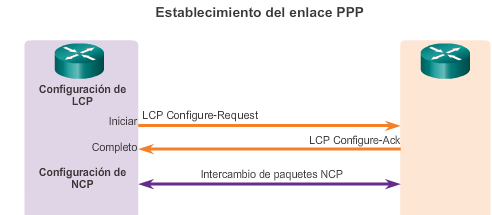 Establecimiento del enlace PPP
Configuración de
LCP
LCP Configure-Request
Iniciar
LCP Configure-Ack
Completo
Configuración de
NCP
Intercambio de paquetes NCP